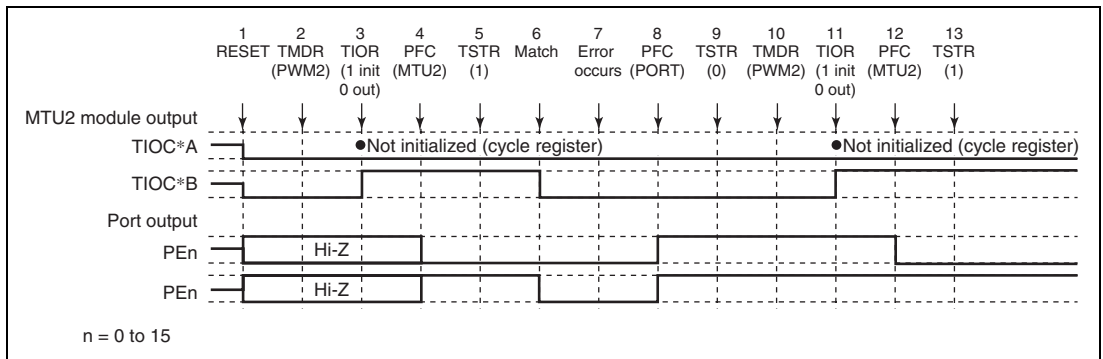 1 2 3 4 5 6 7 8 9 10 11 12 13
RESET TMDR TIOR PFC TSTR Match Error PFC TSTR TMDR TIOR PFC TSTR
(PWM2) (1 init (MTU2) (1) occurs (PORT) (0) (PWM2) (1 init (MTU2) (1)
0 out) 0 out)
MTU2 module output
TIOC*A ●Not initialized (cycle register) ●Not initialized (cycle register)
TIOC*B
Port output
PEn Hi-Z
PEn Hi-Z
n = 0 to 15